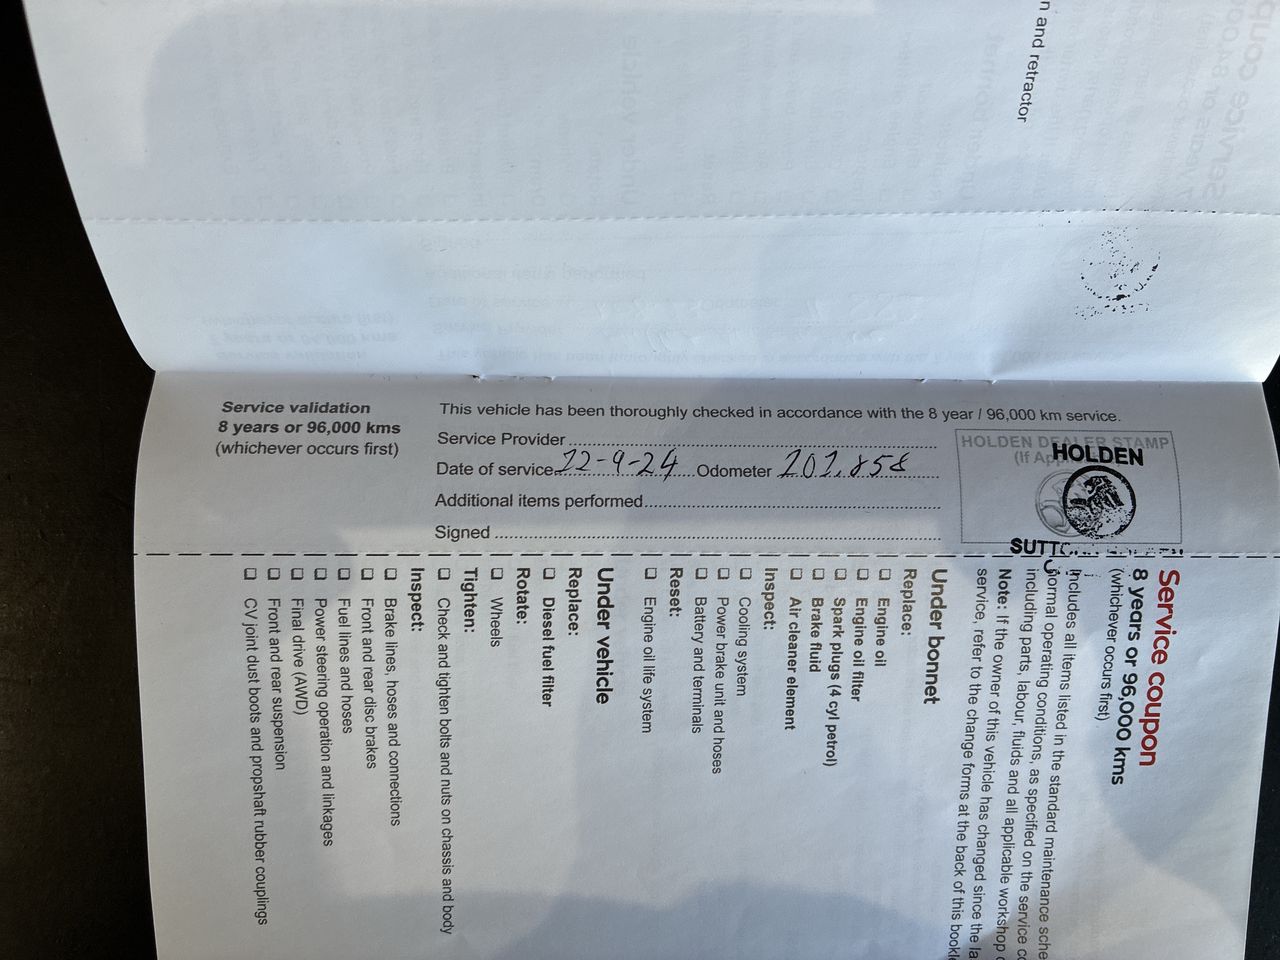 n and retractor
Service validation
8 years or 96,000 kms
(whichever occurs first)
This vehicle has been thoroughly checked in accordance with the 8 year / 96,000 km service.
Service Provider
Date of service 12-9-24 Odometer 101.858
Additional items performed
Signed
HOLDEN DEALER STAMP
(If App
HOLDEN
Service coupon
8 years or 96,000 kms
(whichever occurs first)
Includes all items listed in the standard maintenance sche
normal operating conditions, as specified on the service co
including parts, labour, fluids and all applicable workshop c
Note: If the owner of this vehicle has changed since the la
service, refer to the change forms at the back of this bookle
Under bonnet
Replace:
Engine oil
Engine oil filter
Spark plugs (4 cyl petrol)
Brake fluid
Air cleaner element
Inspect:
Cooling system
Power brake unit and hoses
Battery and terminals
Reset:
Engine oil life system
Under vehicle
Replace:
Diesel fuel filter
Rotate:
Wheels
Tighten:
Check and tighten bolts and nuts on chassis and body
Inspect:
Brake lines, hoses and connections
Front and rear disc brakes
Fuel lines and hoses
Power steering operation and linkages
Final drive (AWD)
Front and rear suspension
CV joint dust boots and propshaft rubber couplings